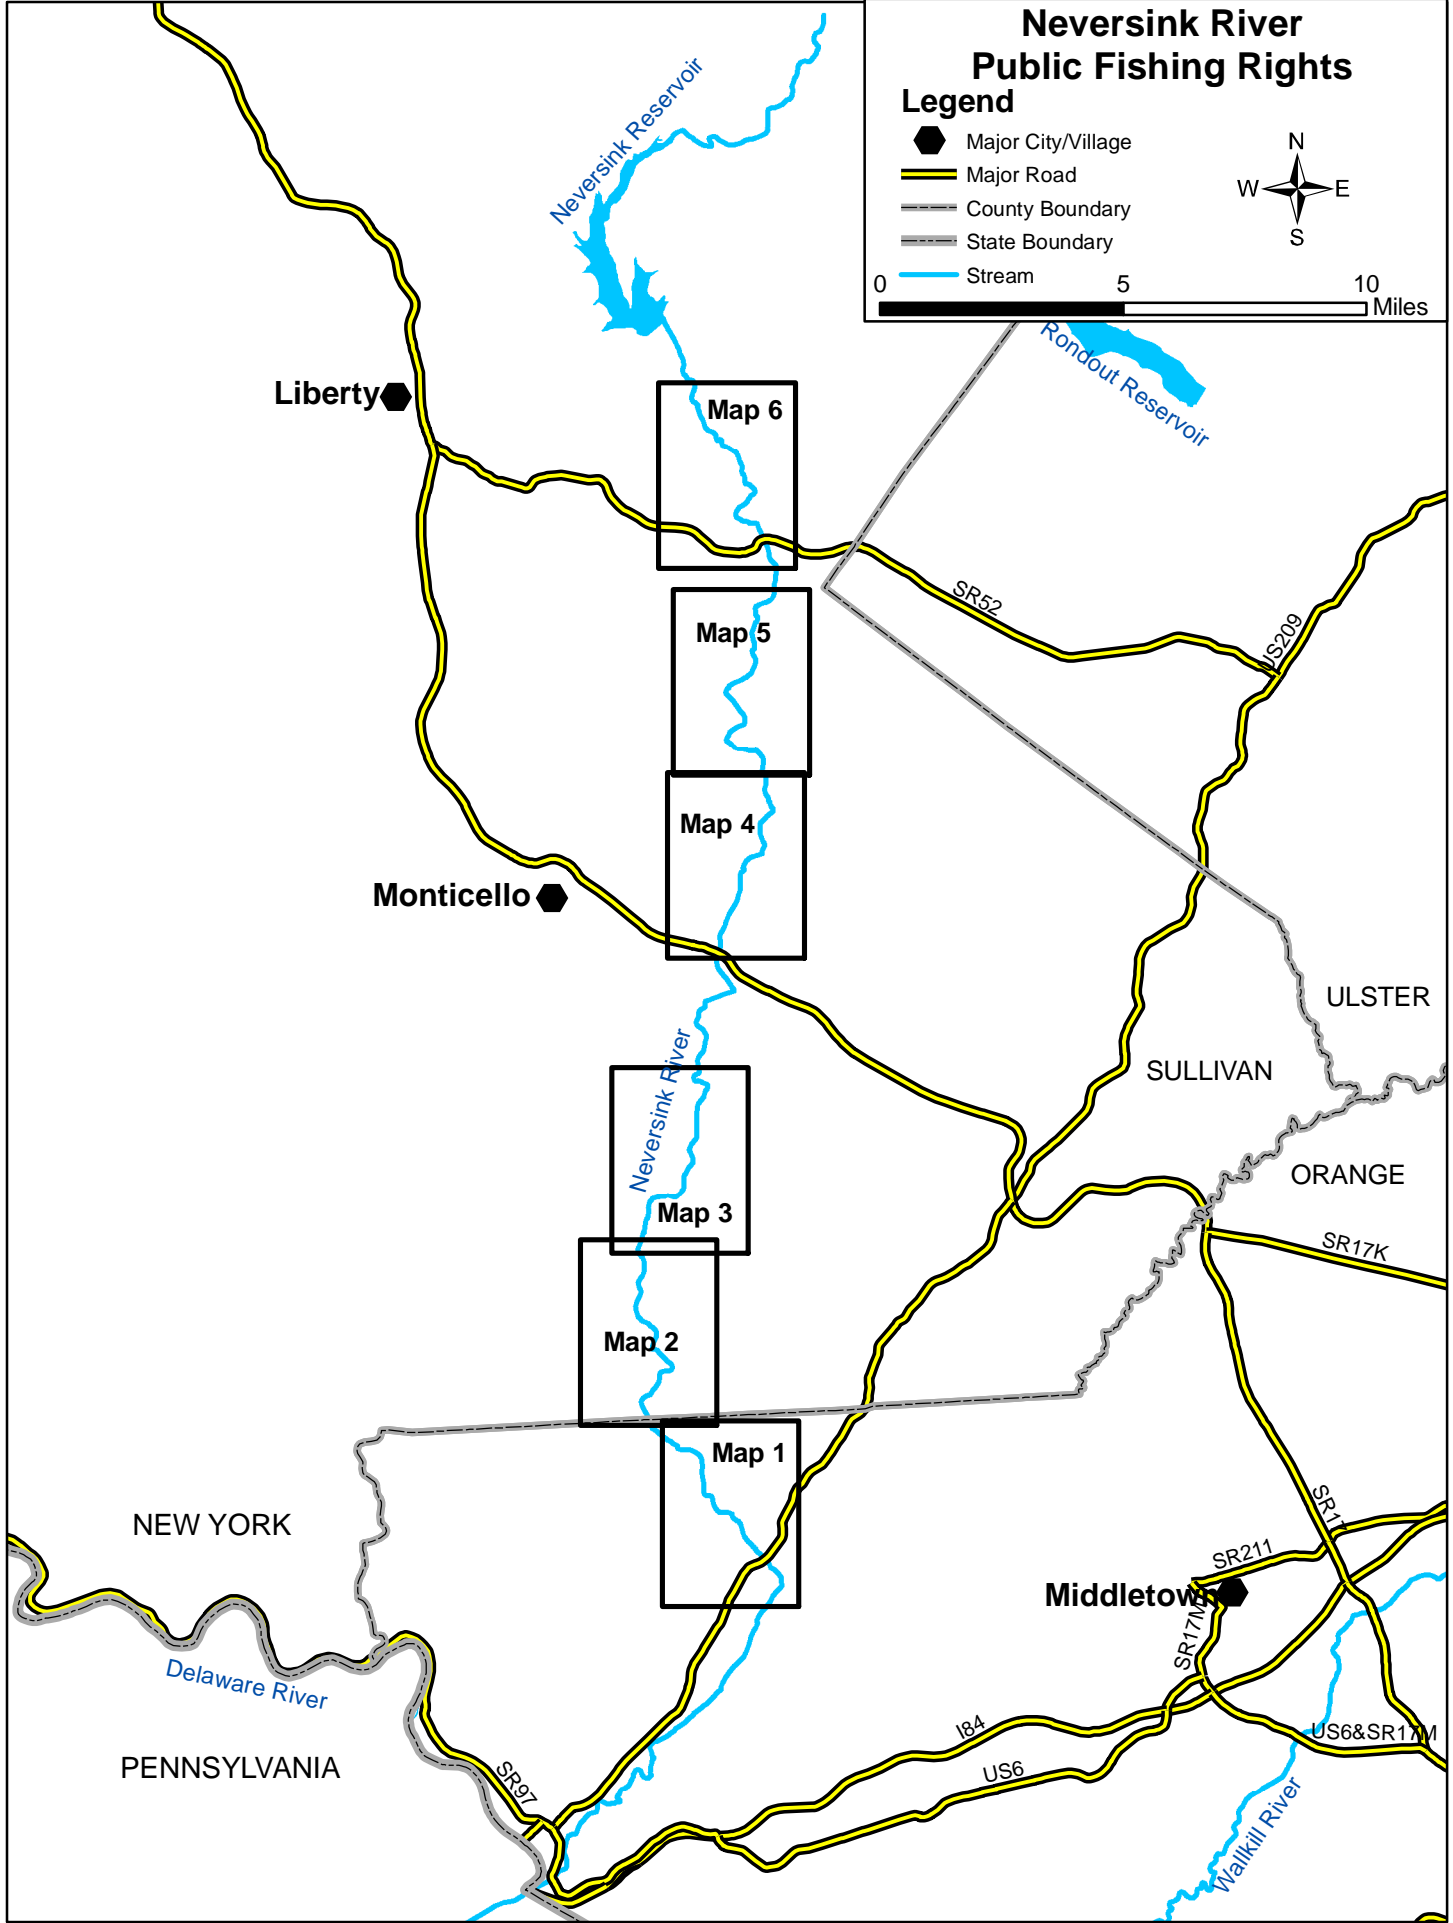 Neversink River
Public Fishing Rights
Legend
Major City/Village
Major Road
County Boundary
State Boundary
Stream
N
W E
S
0 5 10
Miles
Neversink Reservoir
Rondout Reservoir
Liberty
Map 6
SR52
US209
Map 5
Map 4
Monticello
ULSTER
SULLIVAN
Neversink River
ORANGE
Map 3
SR17K
Map 2
Map 1
NEW YORK
SR17
SR211
Middletown
SR17M
Delaware River
I84
US6&SR17M
PENNSYLVANIA
SR97
US6
Wallkill River